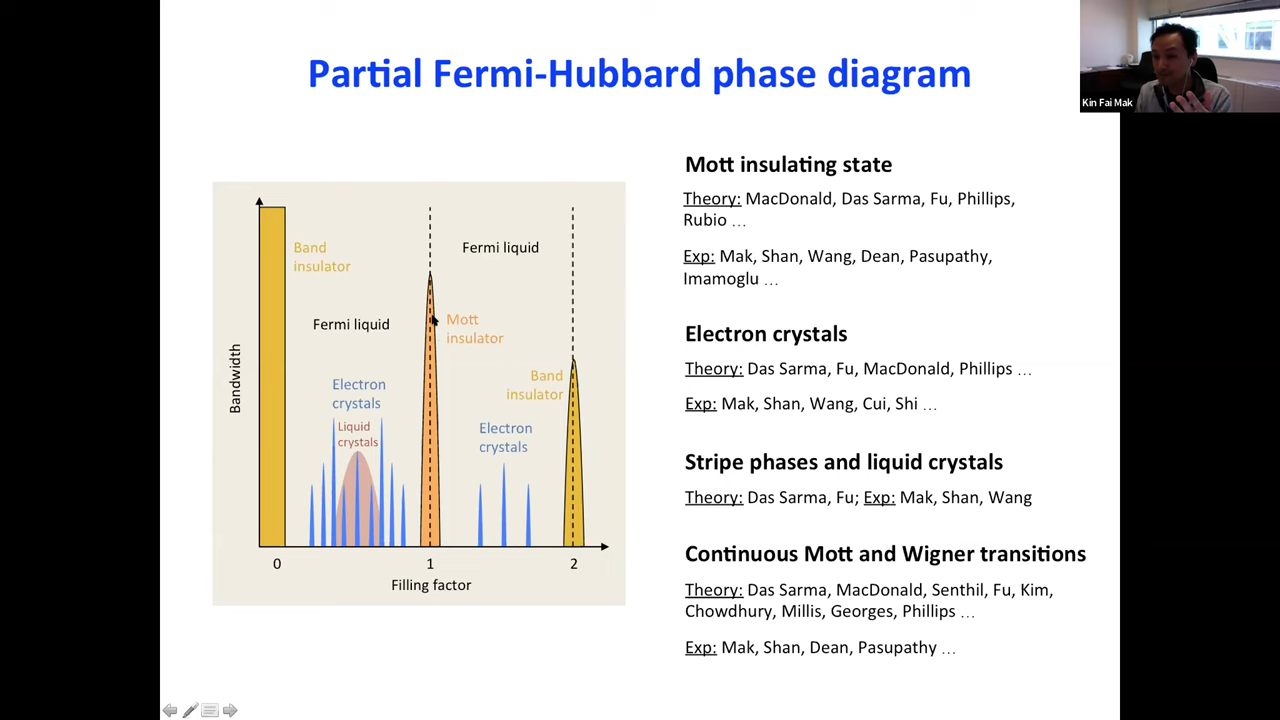 Partial Fermi-Hubbard phase diagram
Kin Fai Mak
Bandwidth
Band
insulator
Fermi liquid
Fermi liquid
Mott
insulator
Electron
crystals
Liquid
crystals
Band
insulator
Electron
crystals
0
1
2
Filling factor
Mott insulating state
Theory: MacDonald, Das Sarma, Fu, Phillips,
Rubio …
Exp: Mak, Shan, Wang, Dean, Pasupathy,
Imamoglu …
Electron crystals
Theory: Das Sarma, Fu, MacDonald, Phillips …
Exp: Mak, Shan, Wang, Cui, Shi …
Stripe phases and liquid crystals
Theory: Das Sarma, Fu; Exp: Mak, Shan, Wang
Continuous Mott and Wigner transitions
Theory: Das Sarma, MacDonald, Senthil, Fu, Kim,
Chowdhury, Millis, Georges, Phillips …
Exp: Mak, Shan, Dean, Pasupathy …